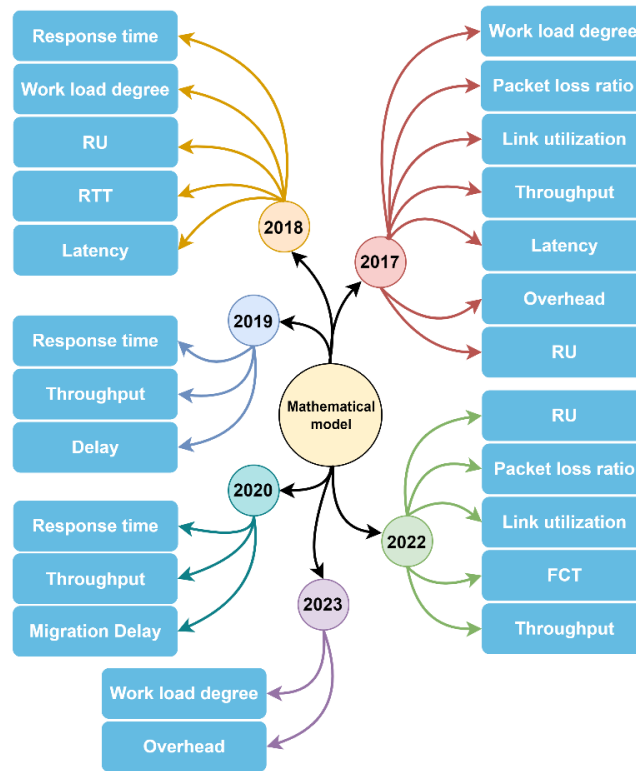 Response time
Work load degree
RU
RTT
Latency
2018
Work load degree
Packet loss ratio
Link utilization
Throughput
Latency
Overhead
RU
2017
2019
Response time
Throughput
Delay
Mathematical
model
RU
Packet loss ratio
Link utilization
FCT
Throughput
2022
2020
Response time
Throughput
Migration Delay
2023
Work load degree
Overhead